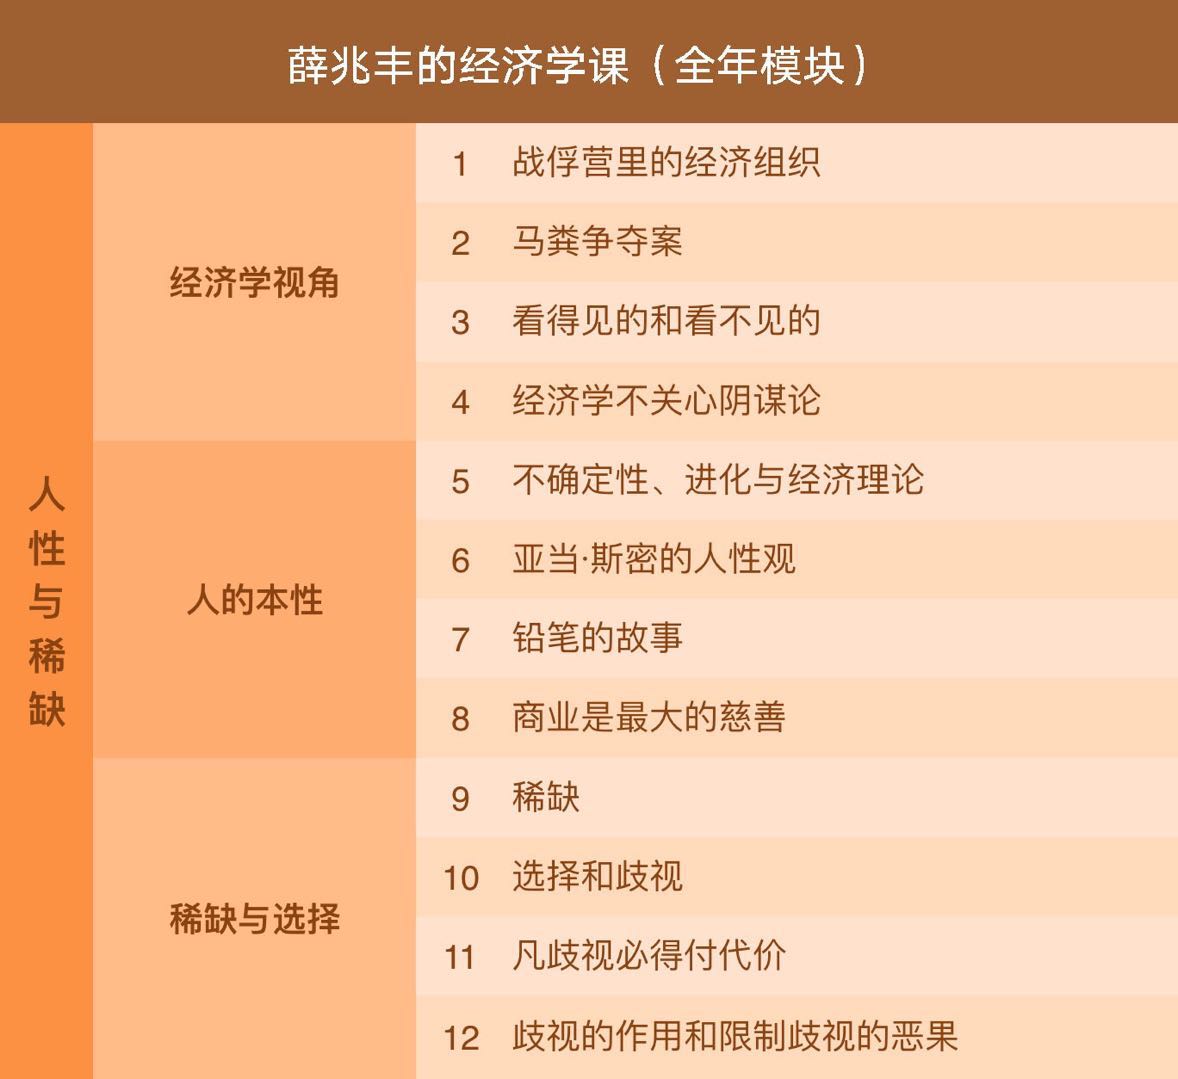 薛兆丰的经济学课（全年模块）
人性与稀缺
经济学视角
1 战俘营里的经济组织
2 马粪争夺案
3 看得见的和看不见的
4 经济学不关心阴谋论
人的本性
5 不确定性、进化与经济理论
6 亚当·斯密的人性观
7 铅笔的故事
8 商业是最大的慈善
稀缺与选择
9 稀缺
10 选择和歧视
11 凡歧视必得付代价
12 歧视的作用和限制歧视的恶果